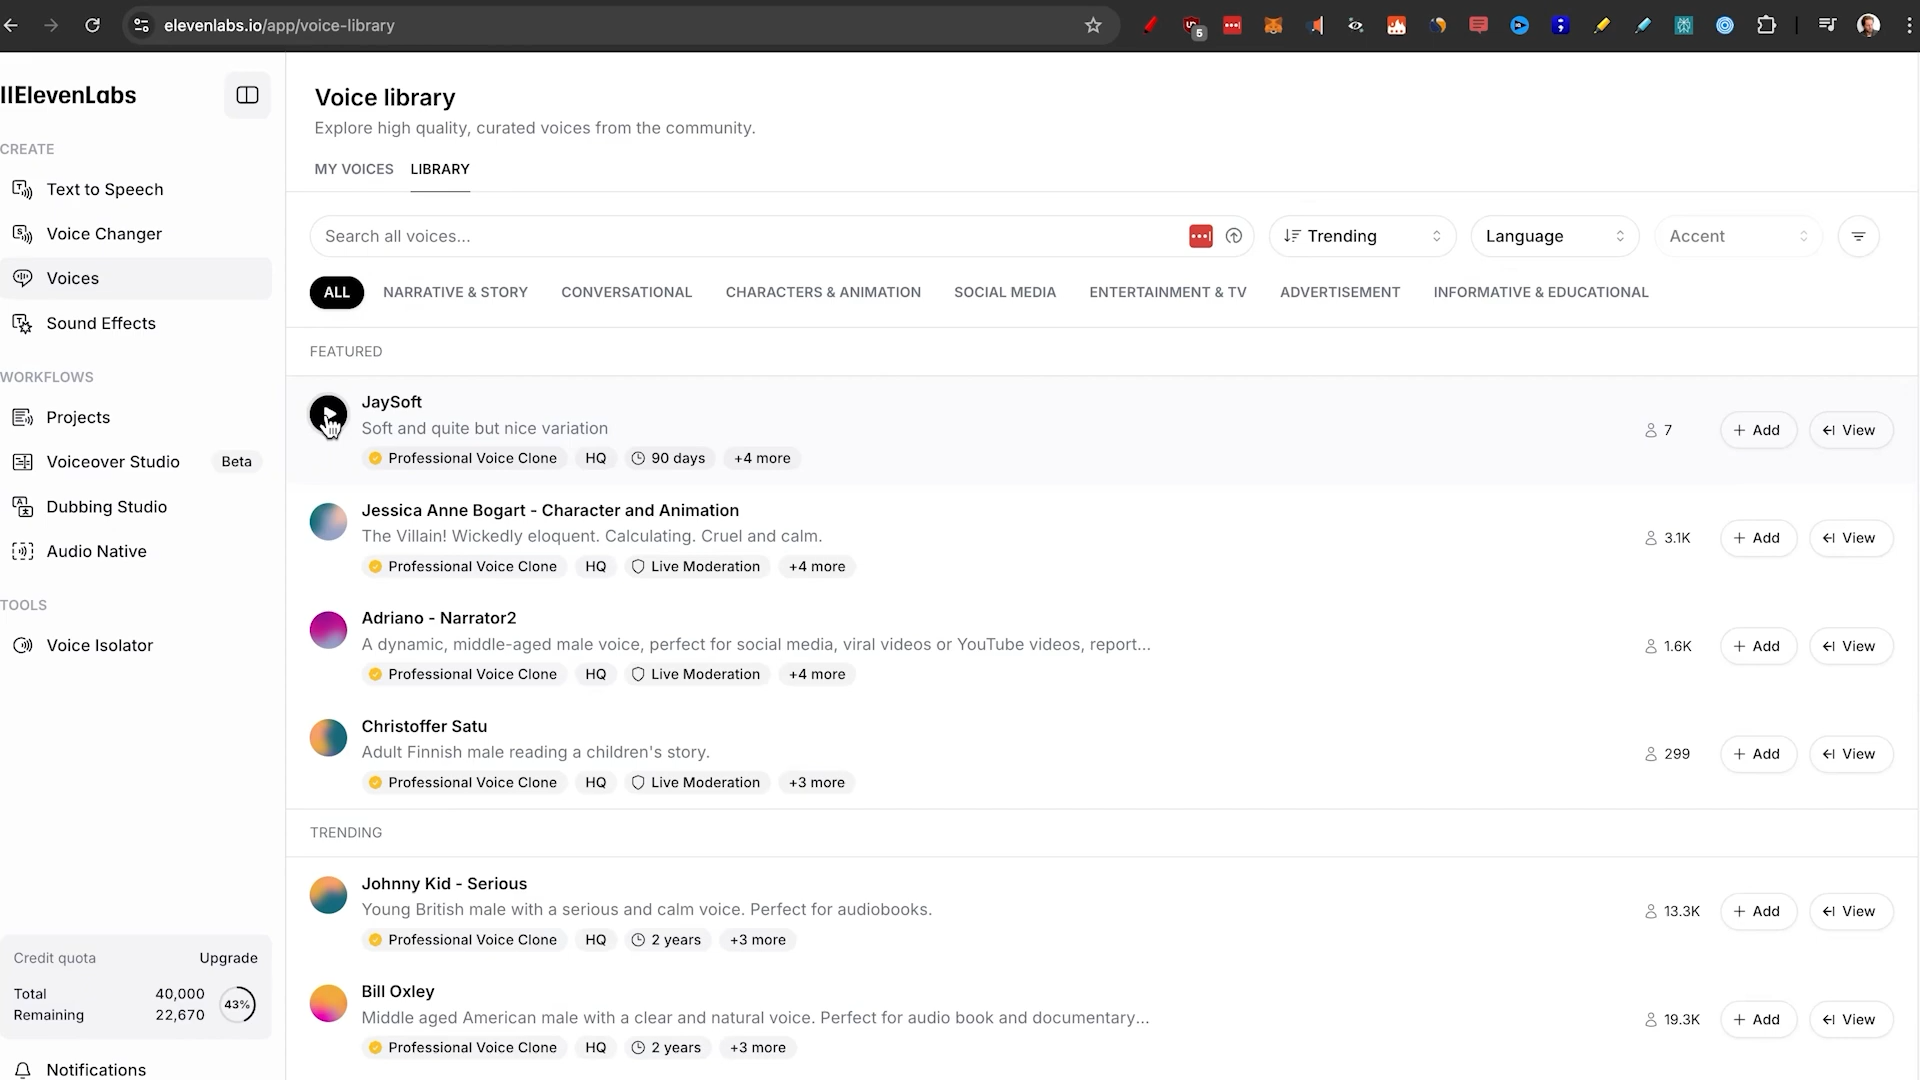 elevenlabs.io/app/voice-library
5
IIElevenLabs
CREATE
Text to Speech
Voice Changer
Voices
Sound Effects
WORKFLOWS
Projects
Voiceover Studio Beta
Dubbing Studio
Audio Native
TOOLS
Voice Isolator
Credit quota Upgrade
Total 40,000
Remaining 22,670
43%
Notifications
Voice library
Explore high quality, curated voices from the community.
MY VOICES LIBRARY
Search all voices... Trending Language Accent
ALL NARRATIVE & STORY CONVERSATIONAL CHARACTERS & ANIMATION SOCIAL MEDIA ENTERTAINMENT & TV ADVERTISEMENT INFORMATIVE & EDUCATIONAL
FEATURED
JaySoft
Soft and quite but nice variation
Professional Voice Clone HQ 90 days +4 more
7 + Add View
Jessica Anne Bogart - Character and Animation
The Villain! Wickedly eloquent. Calculating. Cruel and calm.
Professional Voice Clone HQ Live Moderation +4 more
3.1K + Add View
Adriano - Narrator2
A dynamic, middle-aged male voice, perfect for social media, viral videos or YouTube videos, report...
Professional Voice Clone HQ Live Moderation +4 more
1.6K + Add View
Christoffer Satu
Adult Finnish male reading a children's story.
Professional Voice Clone HQ Live Moderation +3 more
299 + Add View
TRENDING
Johnny Kid - Serious
Young British male with a serious and calm voice. Perfect for audiobooks.
Professional Voice Clone HQ 2 years +3 more
13.3K + Add View
Bill Oxley
Middle aged American male with a clear and natural voice. Perfect for audio book and documentary...
Professional Voice Clone HQ 2 years +3 more
19.3K + Add View